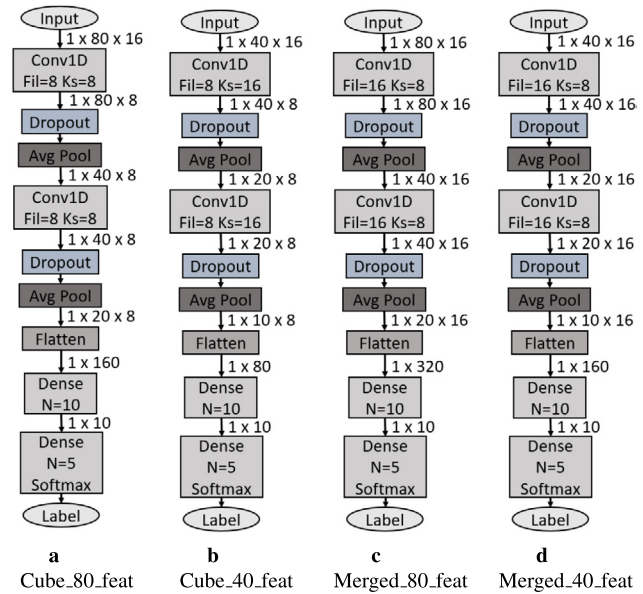 Input
1 x 80 x 16
Conv1D
Fil=8 Ks=8
1 x 80 x 8
Dropout
Avg Pool
1 x 40 x 8
Conv1D
Fil=8 Ks=8
1 x 40 x 8
Dropout
Avg Pool
1 x 20 x 8
Flatten
1 x 160
Dense
N=10
1 x 10
Dense
N=5
Softmax
Label
a
Cube_80_feat
Input
1 x 40 x 16
Conv1D
Fil=8 Ks=16
1 x 40 x 8
Dropout
Avg Pool
1 x 20 x 8
Conv1D
Fil=8 Ks=16
1 x 20 x 8
Dropout
Avg Pool
1 x 10 x 8
Flatten
1 x 80
Dense
N=10
1 x 10
Dense
N=5
Softmax
Label
b
Cube_40_feat
Input
1 x 80 x 16
Conv1D
Fil=16 Ks=8
1 x 80 x 16
Dropout
Avg Pool
1 x 40 x 16
Conv1D
Fil=16 Ks=8
1 x 40 x 16
Dropout
Avg Pool
1 x 20 x 16
Flatten
1 x 320
Dense
N=10
1 x 10
Dense
N=5
Softmax
Label
c
Merged_80_feat
Input
1 x 40 x 16
Conv1D
Fil=16 Ks=8
1 x 40 x 16
Dropout
Avg Pool
1 x 20 x 16
Conv1D
Fil=16 Ks=8
1 x 20 x 16
Dropout
Avg Pool
1 x 10 x 16
Flatten
1 x 160
Dense
N=10
1 x 10
Dense
N=5
Softmax
Label
d
Merged_40_feat